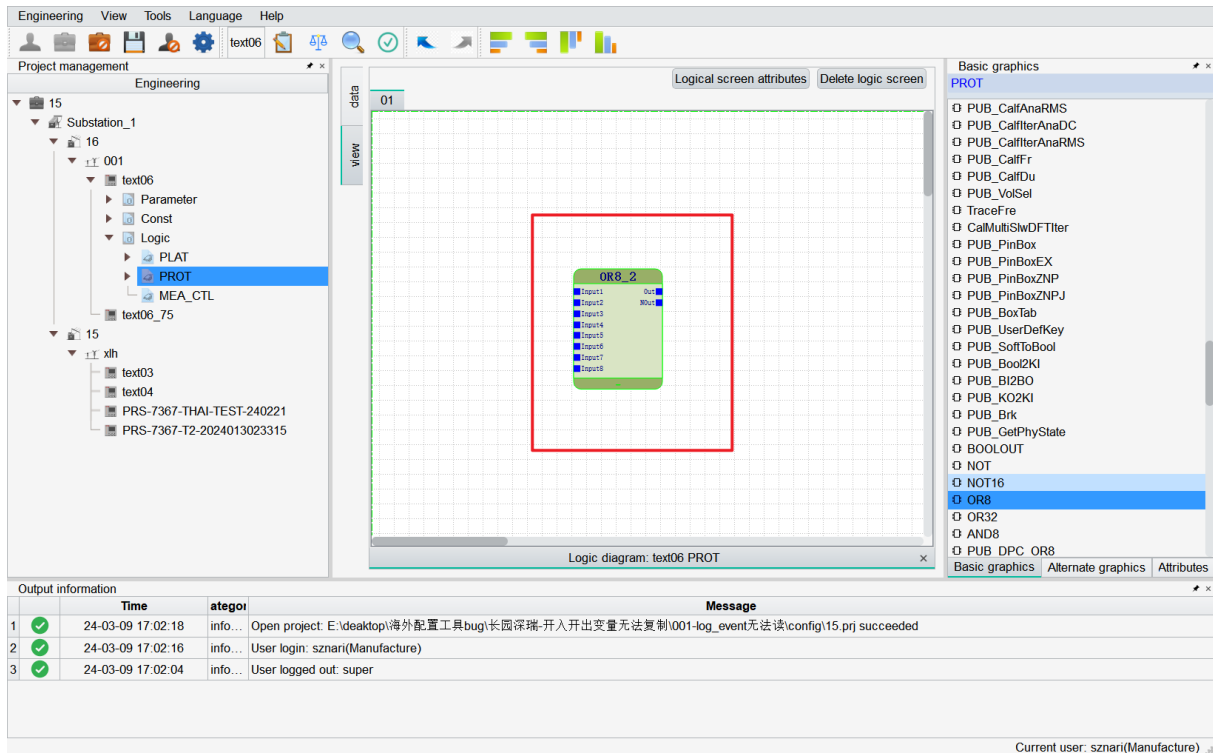 Engineering View Tools Language Help
text06
Project management
Engineering
15
Substation_1
16
001
text06
Parameter
Const
Logic
PLAT
PROT
MEA_CTL
text06_75
15
xlh
text03
text04
PRS-7367-THAI-TEST-240221
PRS-7367-T2-2024013023315
data
view
Logical screen attributes Delete logic screen
01
OR8_2
Input1 Out
Input2 NOut
Input3
Input4
Input5
Input6
Input7
Input8
Logic diagram: text06 PROT
Basic graphics
PROT
PUB_CalfAnaRMS
PUB_CalfIterAnaDC
PUB_CalfIterAnaRMS
PUB_CalfFr
PUB_CalfDu
PUB_VolSel
TraceFre
CalMultiSlwDFTIter
PUB_PinBox
PUB_PinBoxEX
PUB_PinBoxZNP
PUB_PinBoxZNPJ
PUB_BoxTab
PUB_UserDefKey
PUB_SoftToBool
PUB_Bool2KI
PUB_BI2BO
PUB_KO2KI
PUB_Brk
PUB_GetPhyState
BOOLOUT
NOT
NOT16
OR8
OR32
AND8
PUB_DPC_OR8
Basic graphics Alternate graphics Attributes
Output information
Time ategor Message
1 24-03-09 17:02:18 info... Open project: E:\deaktop\海外配置工具bug\长园深瑞-开入开出变量无法复制\001-log_event无法读\config\15.prj succeeded
2 24-03-09 17:02:16 info... User login: sznari(Manufacture)
3 24-03-09 17:02:04 info... User logged out: super
Current user: sznari(Manufacture)